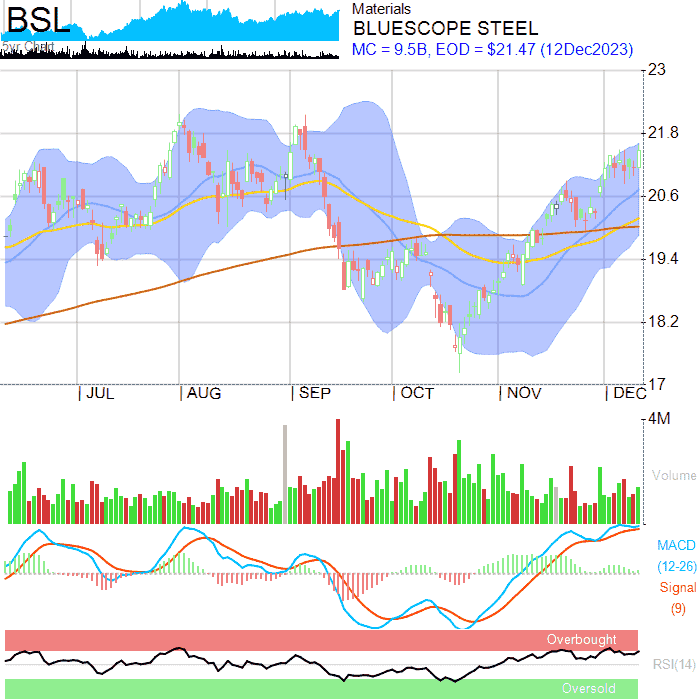 BSL
5yr Chart
Materials
BLUESCOPE STEEL
MC = 9.5B, EOD = $21.47 (12Dec2023)
23
21.8
20.6
19.4
18.2
17
JUL AUG SEP OCT NOV DEC
4M
Volume
MACD
(12-26)
Signal
(9)
Overbought
RSI(14)
Oversold